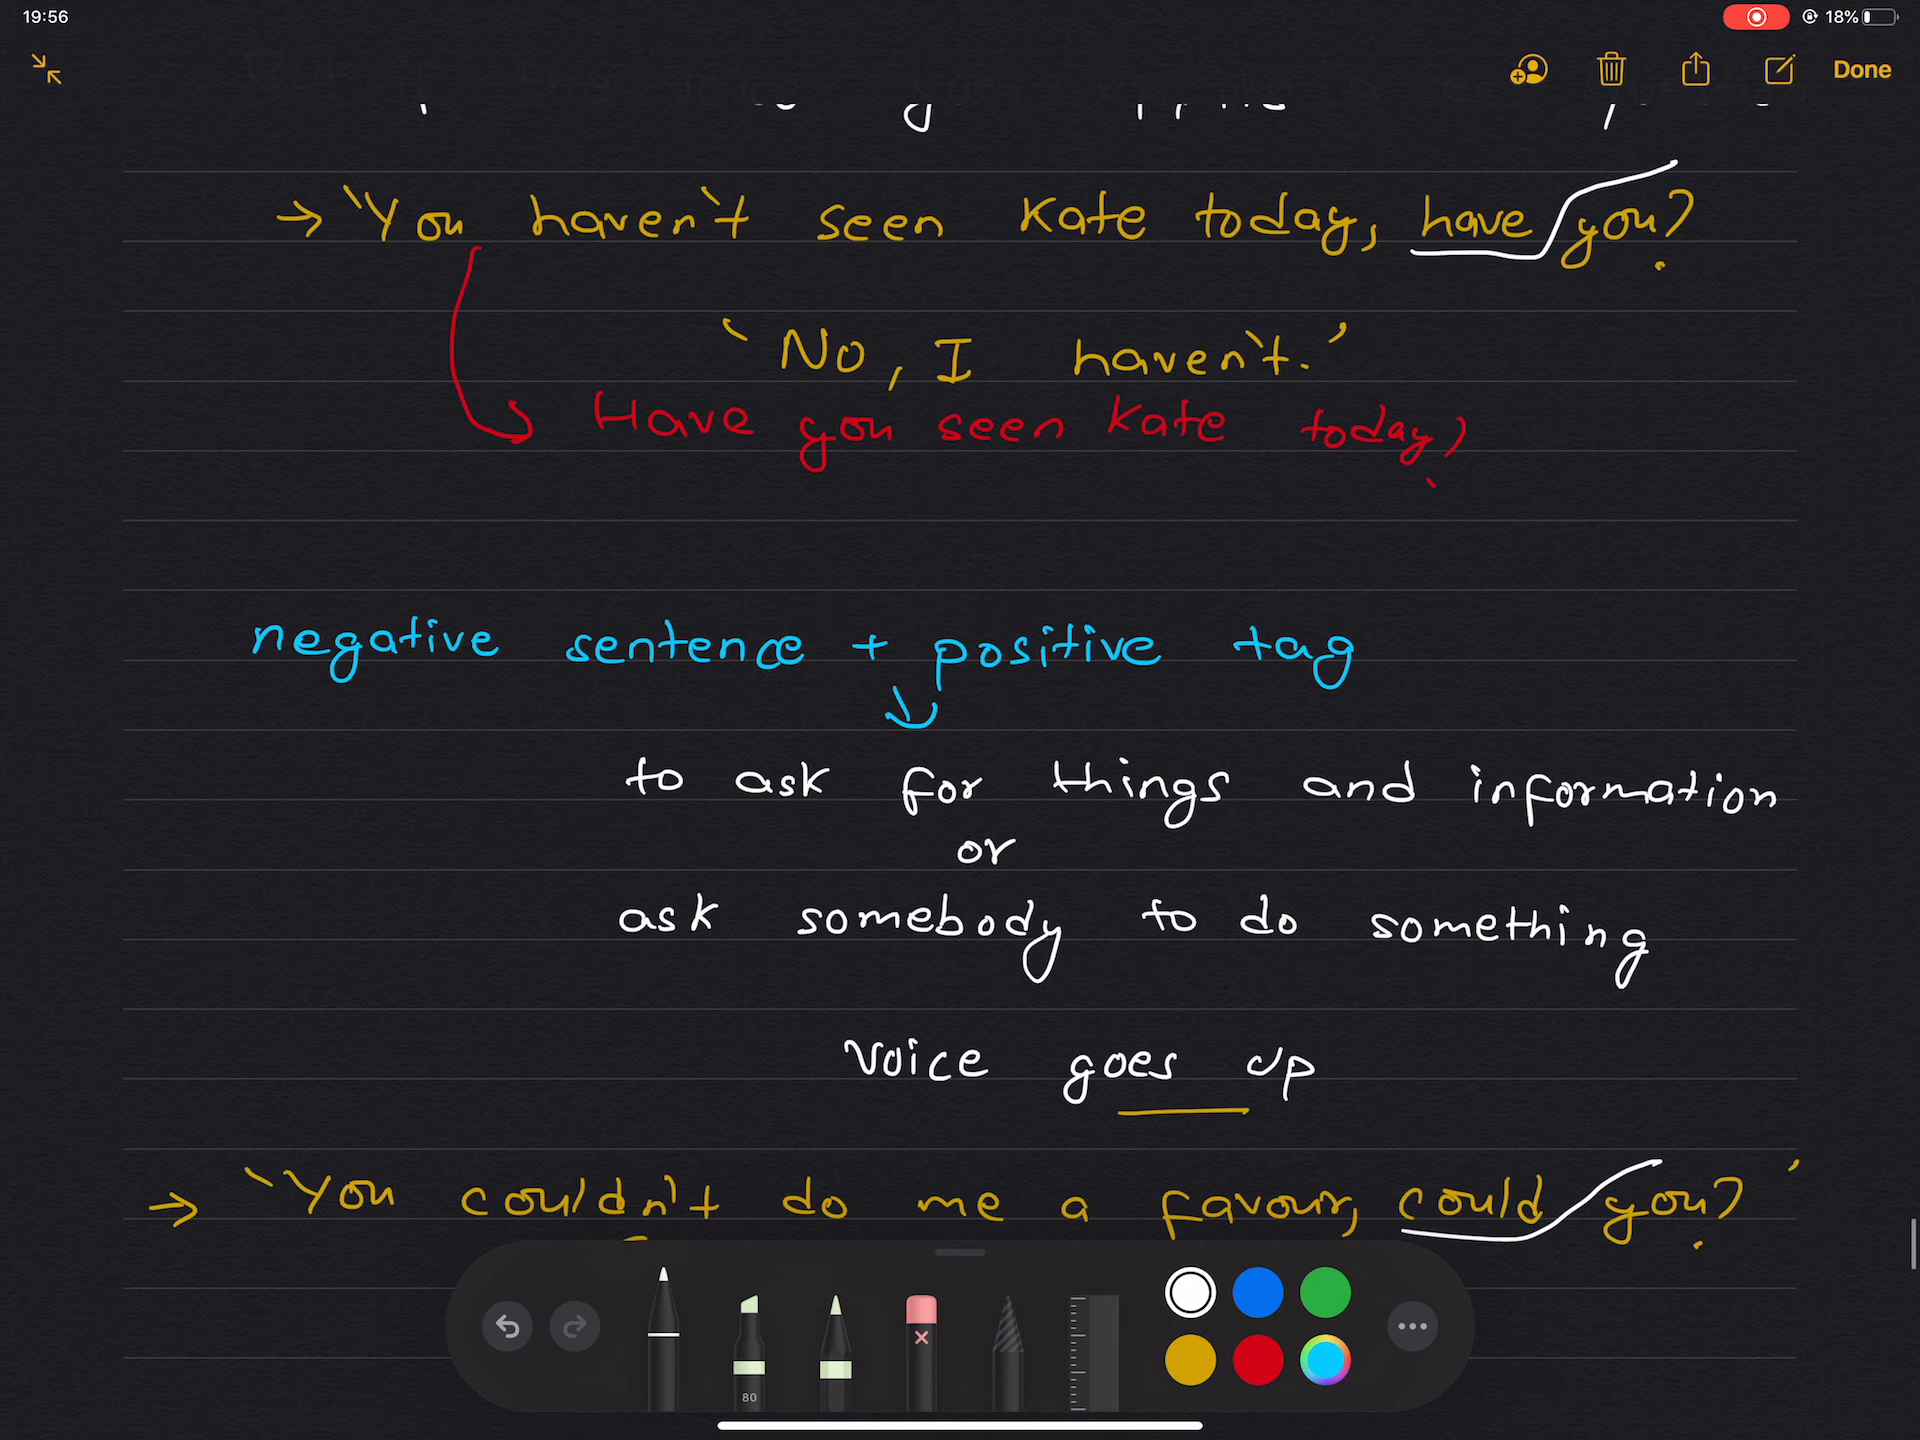 19:56
18%
Done
→ 'You haven't seen Kate today, have you?
'No, I haven't.'
Have you seen Kate today?
negative sentence + positive tag
to ask for things and information
or
ask somebody to do something
Voice goes up
→ 'You couldn't do me a favour, could you?'
80